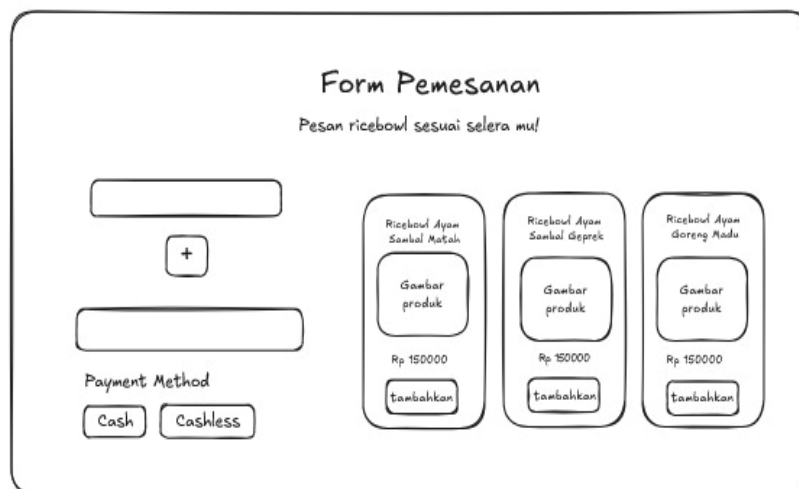 Form Pemesanan
Pesan ricebowl sesuai selera mu!
+
Payment Method
Cash
Cashless
Ricebowl Ayam
Sambal Matah
Gambar
produk
Rp 150000
tambahkan
Ricebowl Ayam
Sambal Geprek
Gambar
produk
Rp 150000
tambahkan
Ricebowl Ayam
Goreng Madu
Gambar
produk
Rp 150000
tambahkan